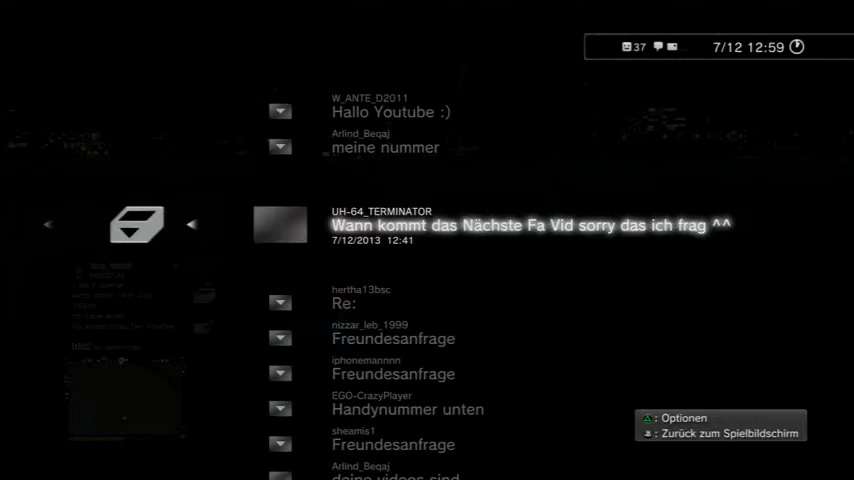 37 7/12 12:59
W_ANTE_D2011
Hallo Youtube :)
Arlind_Beqaj
meine nummer
UH-64_TERMINATOR
Wann kommt das Nächste Fa Vid sorry das ich frag ^^
7/12/2013 12:41
hertha13bsc
Re:
nizzar_leb_1999
Freundesanfrage
iphonemannnn
Freundesanfrage
EGO-CrazyPlayer
Handynummer unten
sheamis1
Freundesanfrage
Arlind_Beqaj
deine videos sind
: Optionen
: Zurück zum Spielbildschirm